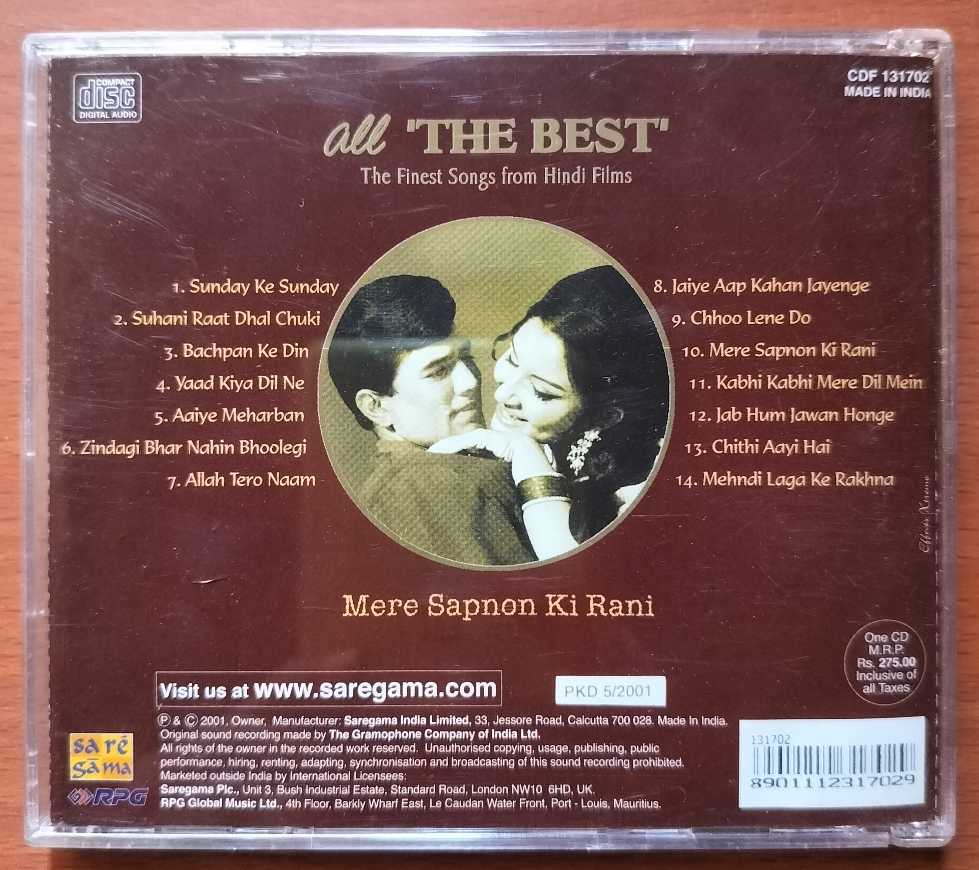 COMPACT
disc
DIGITAL AUDIO
CDF 131702
MADE IN INDIA
all 'THE BEST'
The Finest Songs from Hindi Films
1. Sunday Ke Sunday
2. Suhani Raat Dhal Chuki
3. Bachpan Ke Din
4. Yaad Kiya Dil Ne
5. Aaiye Meharban
6. Zindagi Bhar Nahin Bhoolegi
7. Allah Tero Naam
8. Jaiye Aap Kahan Jayenge
9. Chhoo Lene Do
10. Mere Sapnon Ki Rani
11. Kabhi Kabhi Mere Dil Mein
12. Jab Hum Jawan Honge
13. Chithi Aayi Hai
14. Mehndi Laga Ke Rakhna
Mere Sapnon Ki Rani
One CD
M.R.P.
Rs. 275.00
Inclusive of
all Taxes
Visit us at www.saregama.com
PKD 5/2001
℗ & © 2001, Owner, Manufacturer: Saregama India Limited, 33, Jessore Road, Calcutta 700 028. Made In India.
Original sound recording made by The Gramophone Company of India Ltd.
All rights of the owner in the recorded work reserved. Unauthorised copying, usage, publishing, public
performance, hiring, renting, adapting, synchronisation and broadcasting of this sound recording prohibited.
Marketed outside India by International Licensees:
Saregama Plc., Unit 3, Bush Industrial Estate, Standard Road, London NW10 6HD, UK.
RPG Global Music Ltd., 4th Floor, Barkly Wharf East, Le Caudan Water Front, Port - Louis, Mauritius.
sa rē
gāma
RPG
131702
8901112317029